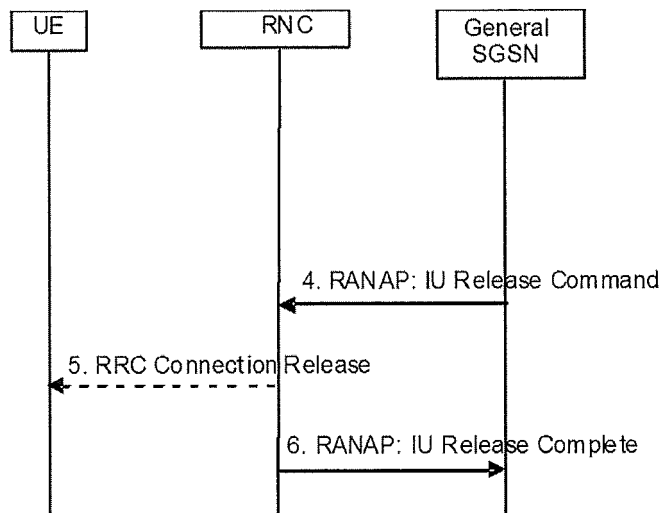 UE
RNC
General
SGSN
4. RANAP: IU Release Command
5. RRC Connection Release
6. RANAP: IU Release Complete